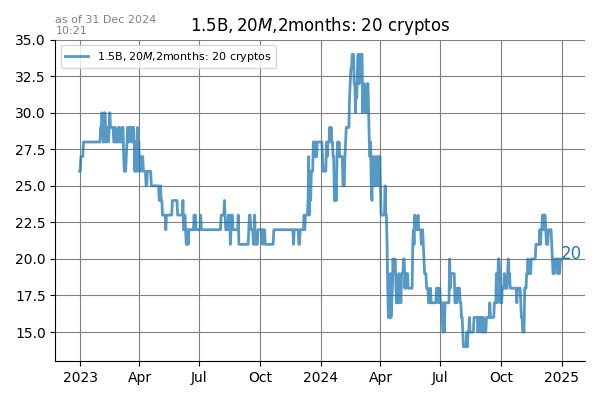 as of 31 Dec 2024
10:21
1.5B, 20M,2months: 20 cryptos
1.5B, 20M,2months: 20 cryptos
35.0
32.5
30.0
27.5
25.0
22.5
20.0
17.5
15.0
20
2023 Apr Jul Oct 2024 Apr Jul Oct 2025